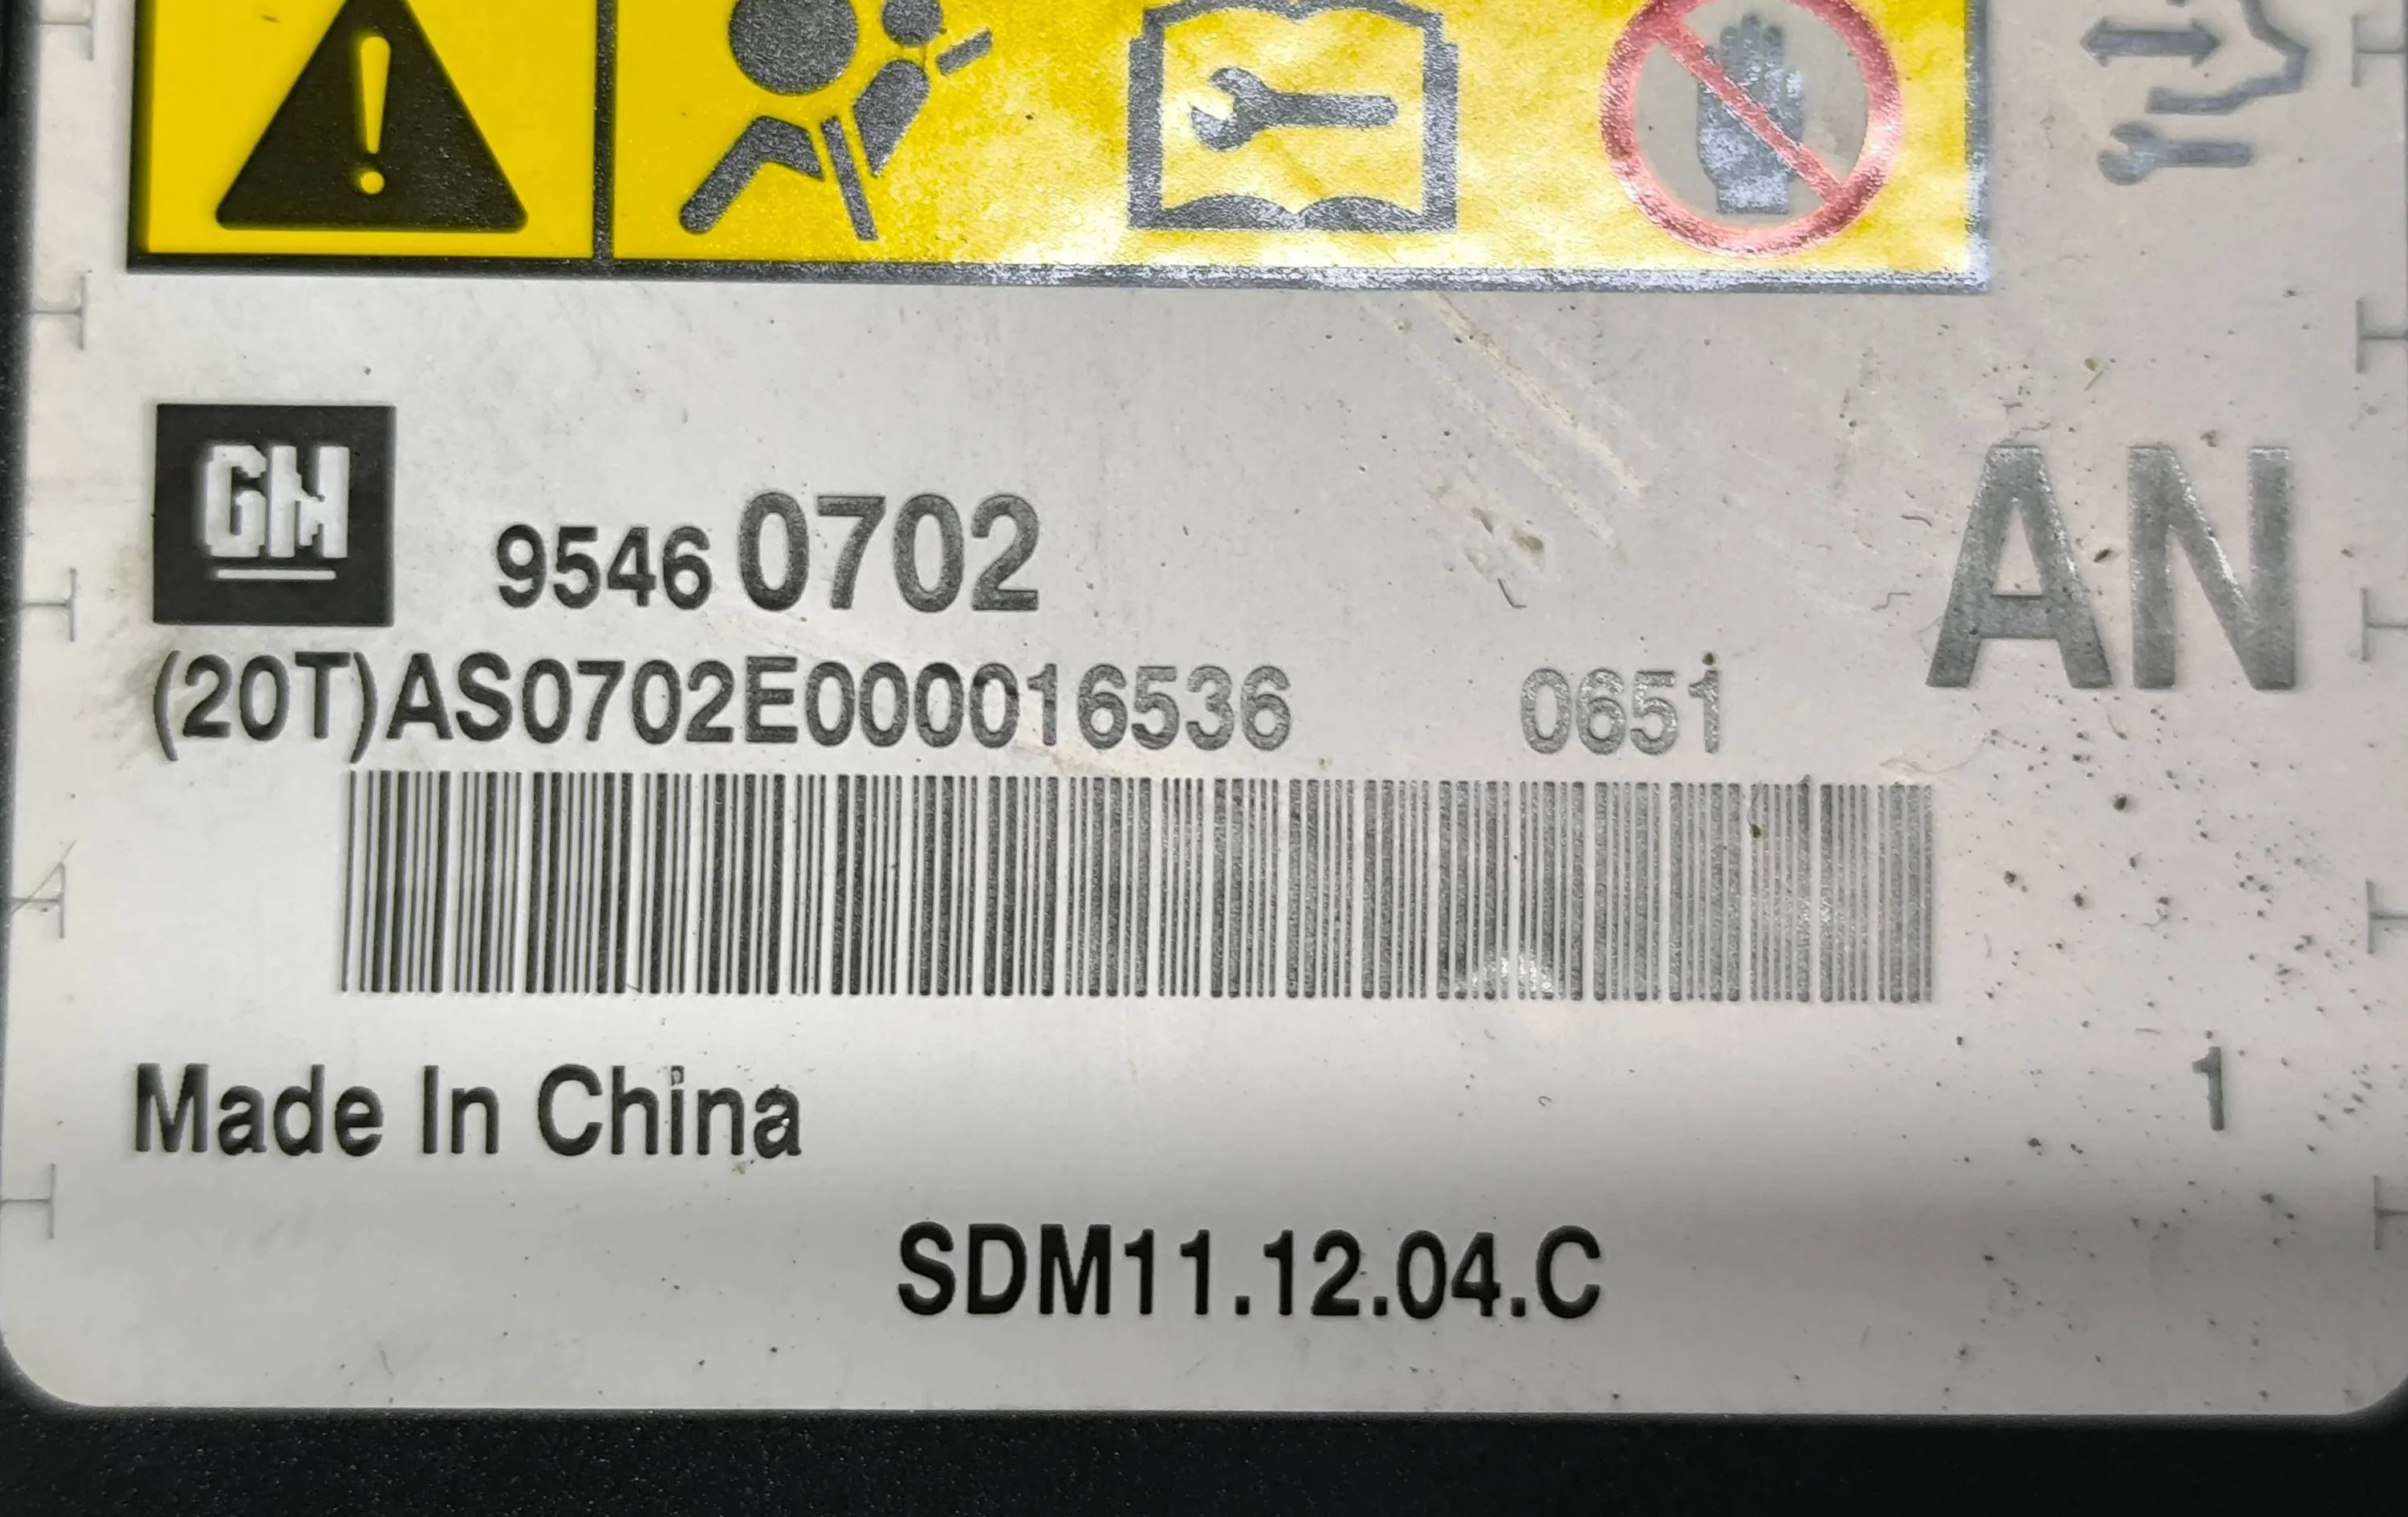 GM
9546 0702
AN
(20T)AS0702E000016536 0651
Made In China
1
SDM11.12.04.C